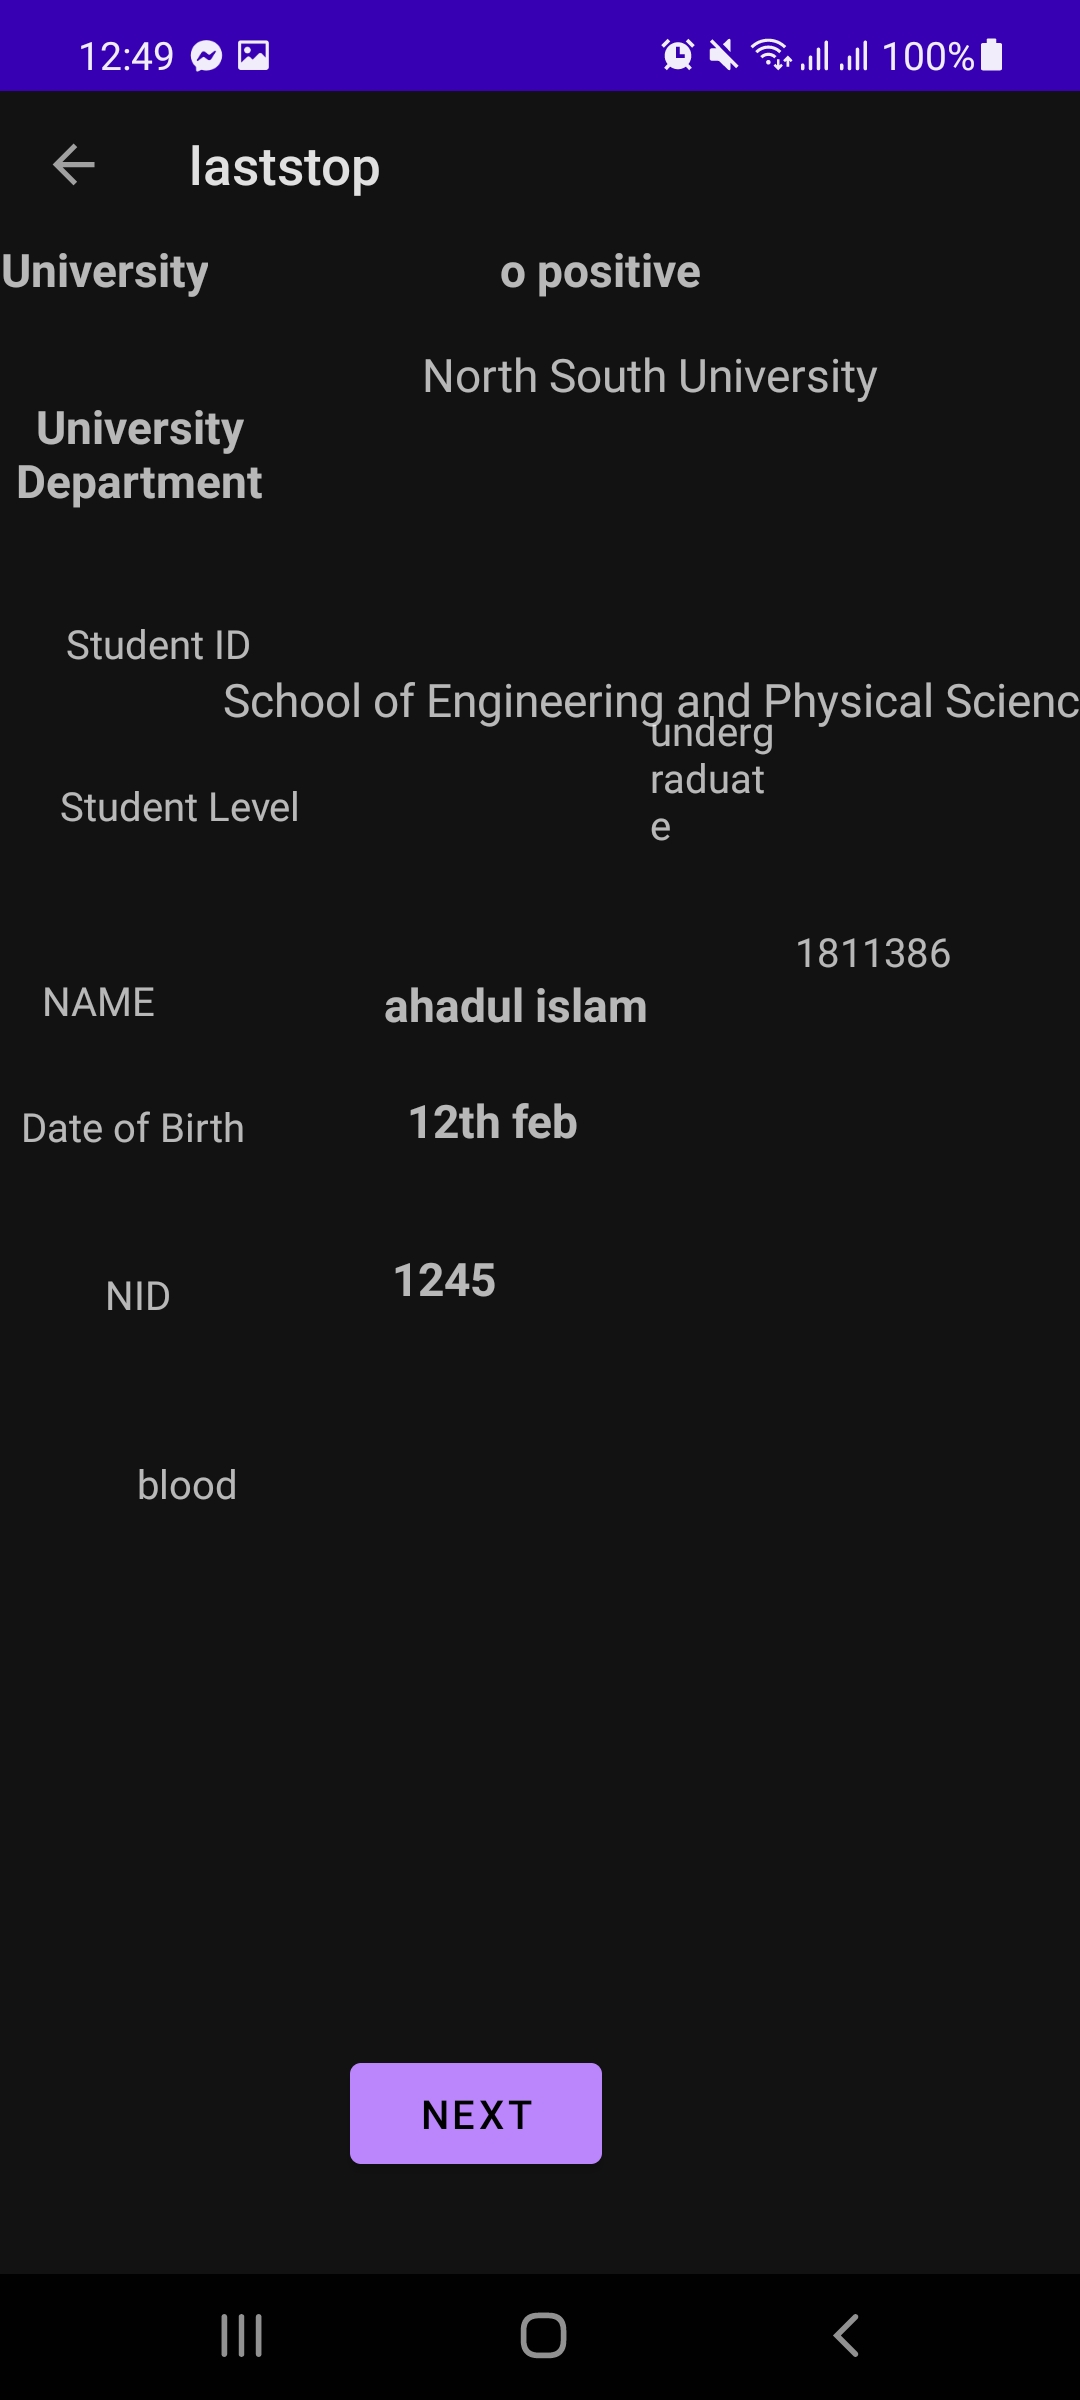 12:49 100%
laststop
University o positive
North South University
University
Department
Student ID
School of Engineering and Physical Scienc
underg
raduat
Student Level
e
1811386
NAME ahadul islam
Date of Birth 12th feb
NID 1245
blood
NEXT